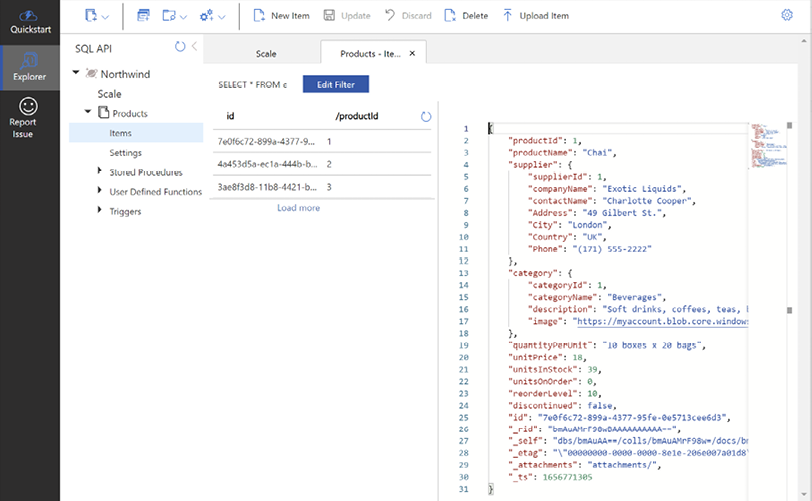 Quickstart
Explorer
Report
Issue
New Item Update Discard Delete Upload Item
SQL API
Northwind
Scale
Products
Items
Settings
Stored Procedures
User Defined Functions
Triggers
Scale Products - Ite...
SELECT * FROM c Edit Filter
id /productId
7e0f6c72-899a-4377-9... 1
4a453d5a-ec1a-444b-b... 2
3ae8f3d8-11b8-4421-b... 3
Load more
1 {
2 "productId": 1,
3 "productName": "Chai",
4 "supplier": {
5 "supplierId": 1,
6 "companyName": "Exotic Liquids",
7 "contactName": "Charlotte Cooper",
8 "Address": "49 Gilbert St.",
9 "City": "London",
10 "Country": "UK",
11 "Phone": "(171) 555-2222"
12 },
13 "category": {
14 "categoryId": 1,
15 "categoryName": "Beverages",
16 "description": "Soft drinks, coffees, teas,
17 "image": "https://myaccount.blob.core.windows
18 },
19 "quantityPerUnit": "10 boxes x 20 bags",
20 "unitPrice": 18,
21 "unitsInStock": 39,
22 "unitsOnOrder": 0,
23 "reorderLevel": 10,
24 "discontinued": false,
25 "id": "7e0f6c72-899a-4377-95fe-0e5713cee6d3",
26 "_rid":
27 "_self":
28 "_etag": "\"00000000-0000-0000-8e1e-206e007a01d8\
29 "_attachments": "attachments/",
30 "_ts": 1656771305
31 }